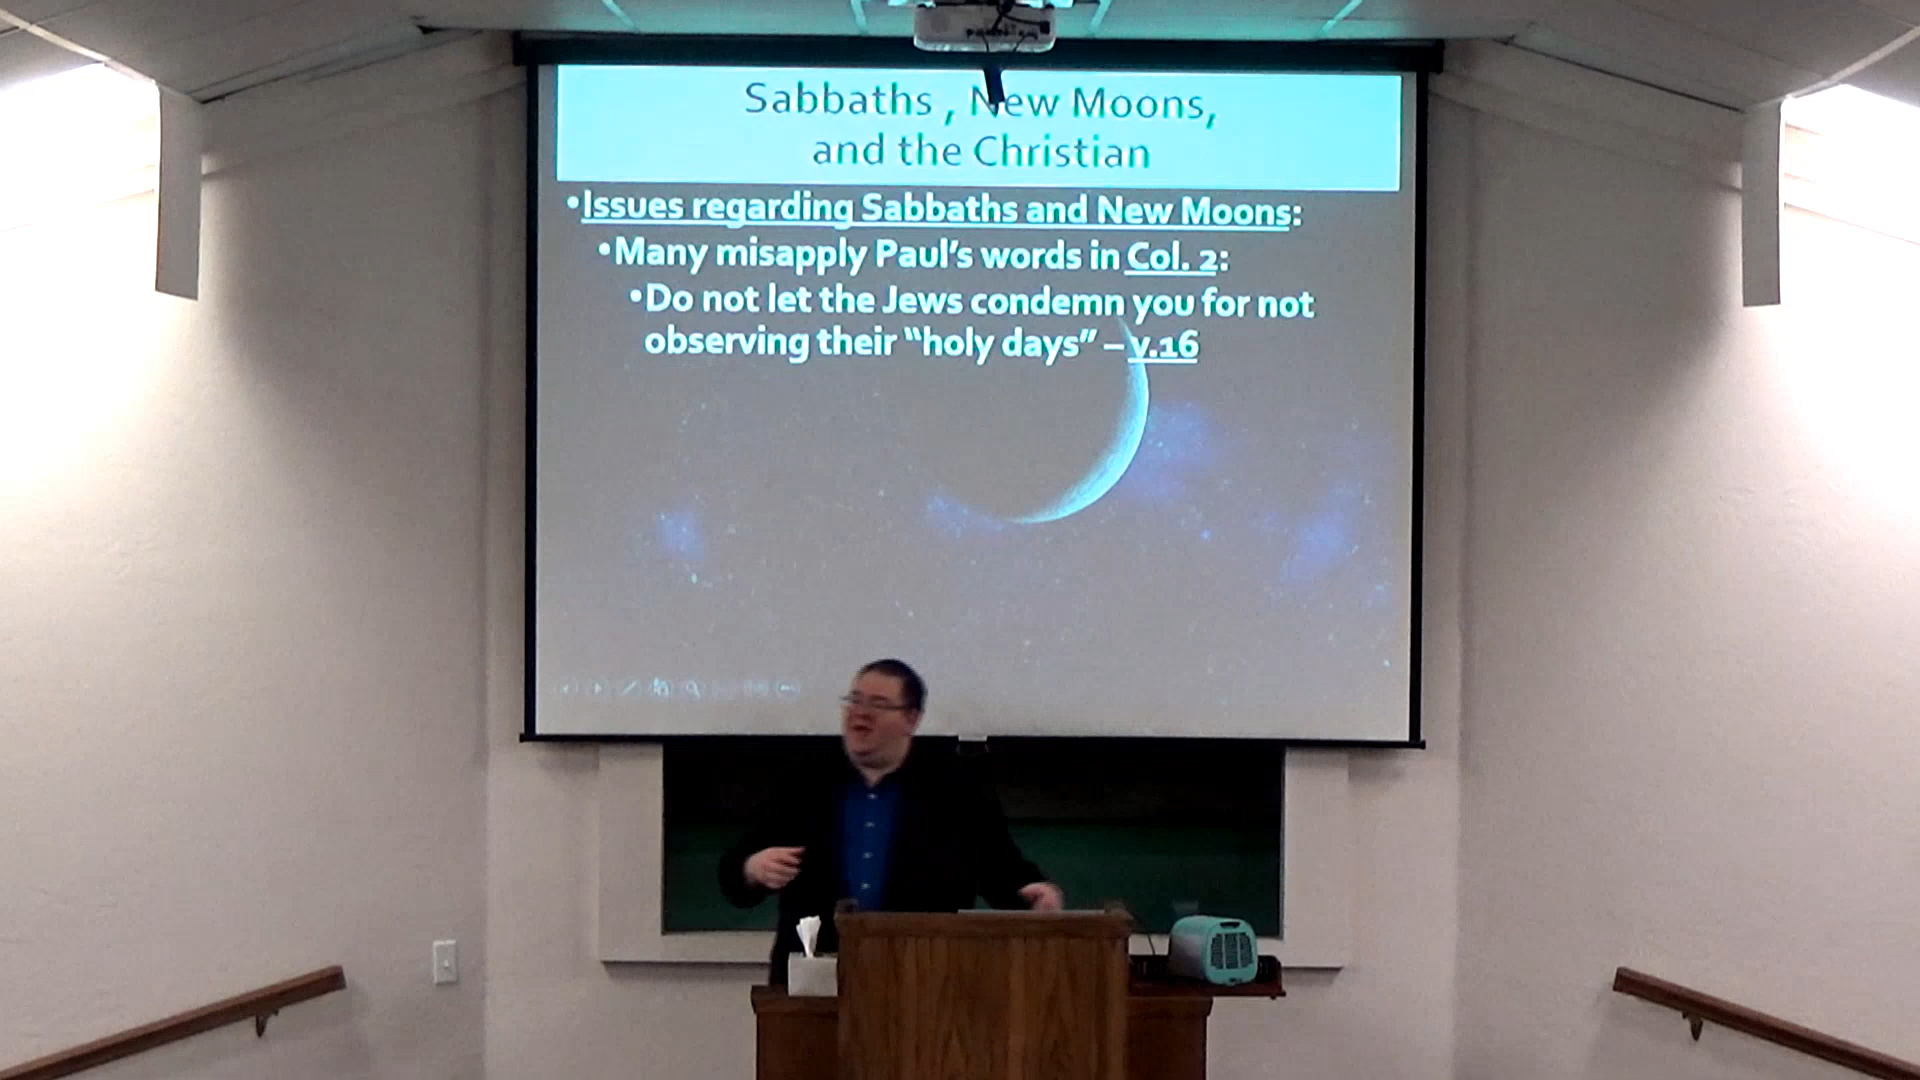 Sabbaths , New Moons,
and the Christian
•Issues regarding Sabbaths and New Moons:
•Many misapply Paul's words in Col. 2:
•Do not let the Jews condemn you for not
observing their “holy days” – v.16